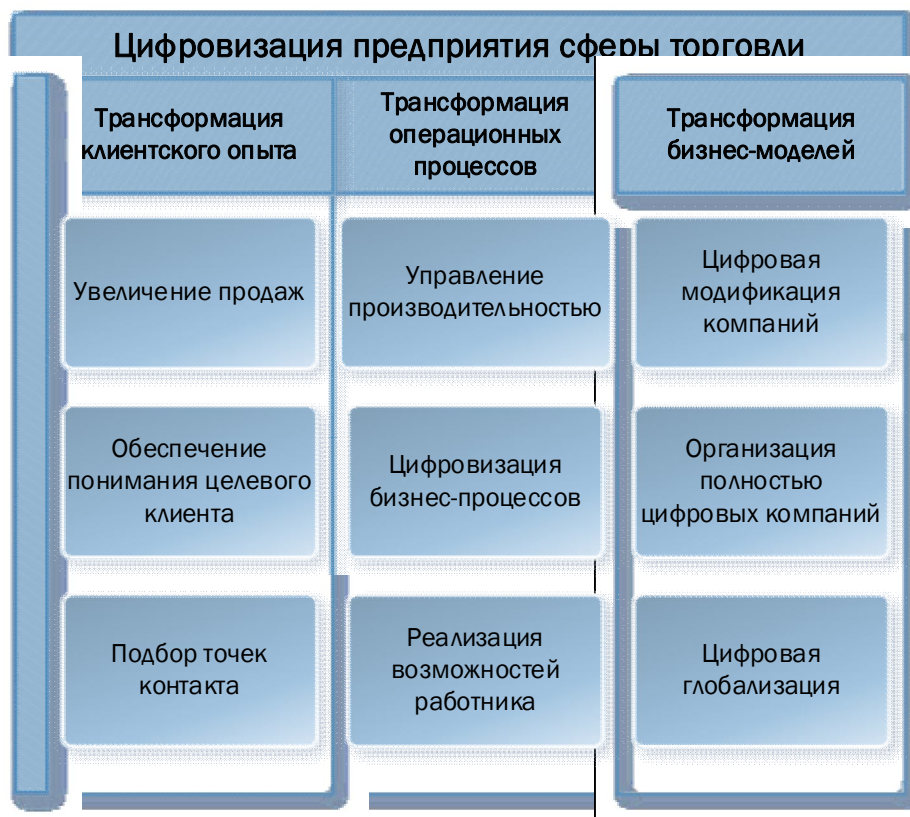 Цифровизация предприятия сферы торговли
Трансформация
клиентского опыта
Трансформация
операционных
процессов
Трансформация
бизнес-моделей
Увеличение продаж
Управление
производительностью
Цифровая
модификация
компаний
Обеспечение
понимания целевого
клиента
Цифровизация
бизнес-процессов
Организация
полностью
цифровых компаний
Подбор точек
контакта
Реализация
возможностей
работника
Цифровая
глобализация